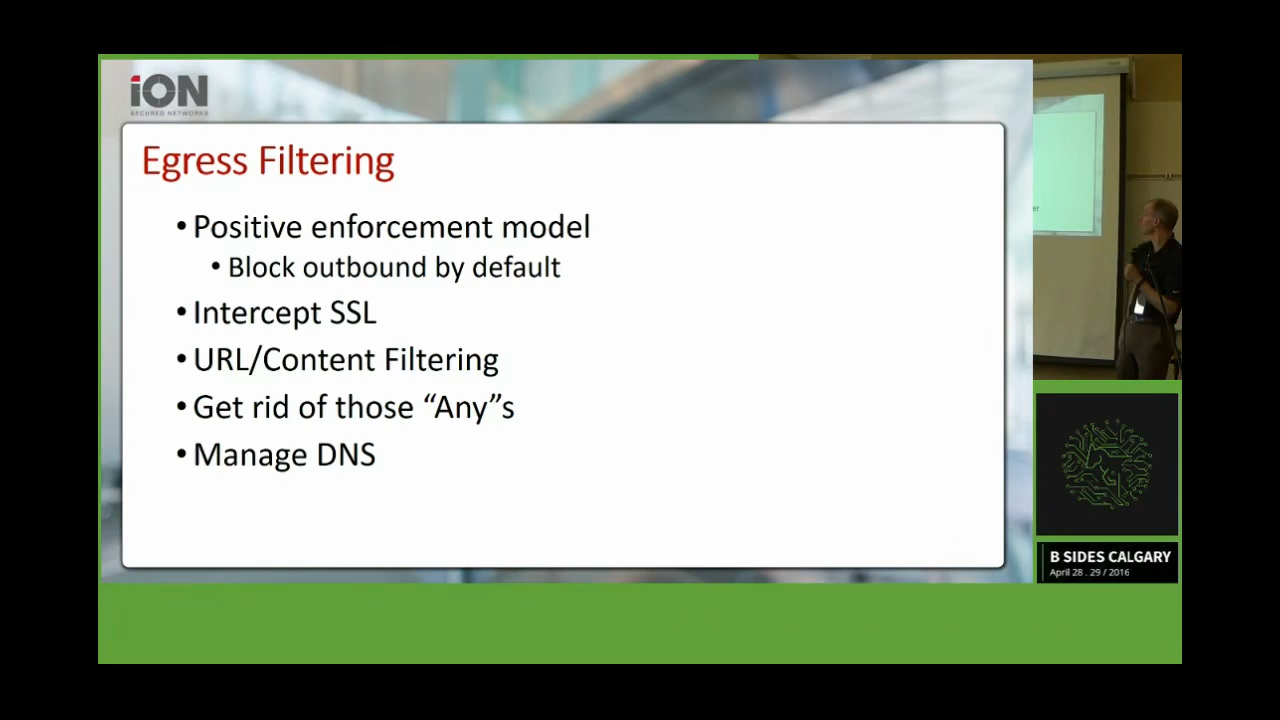 iON
SECURED NETWORKS
Egress Filtering
• Positive enforcement model
• Block outbound by default
• Intercept SSL
• URL/Content Filtering
• Get rid of those “Any”s
• Manage DNS
B SIDES CALGARY
April 28 . 29 / 2016